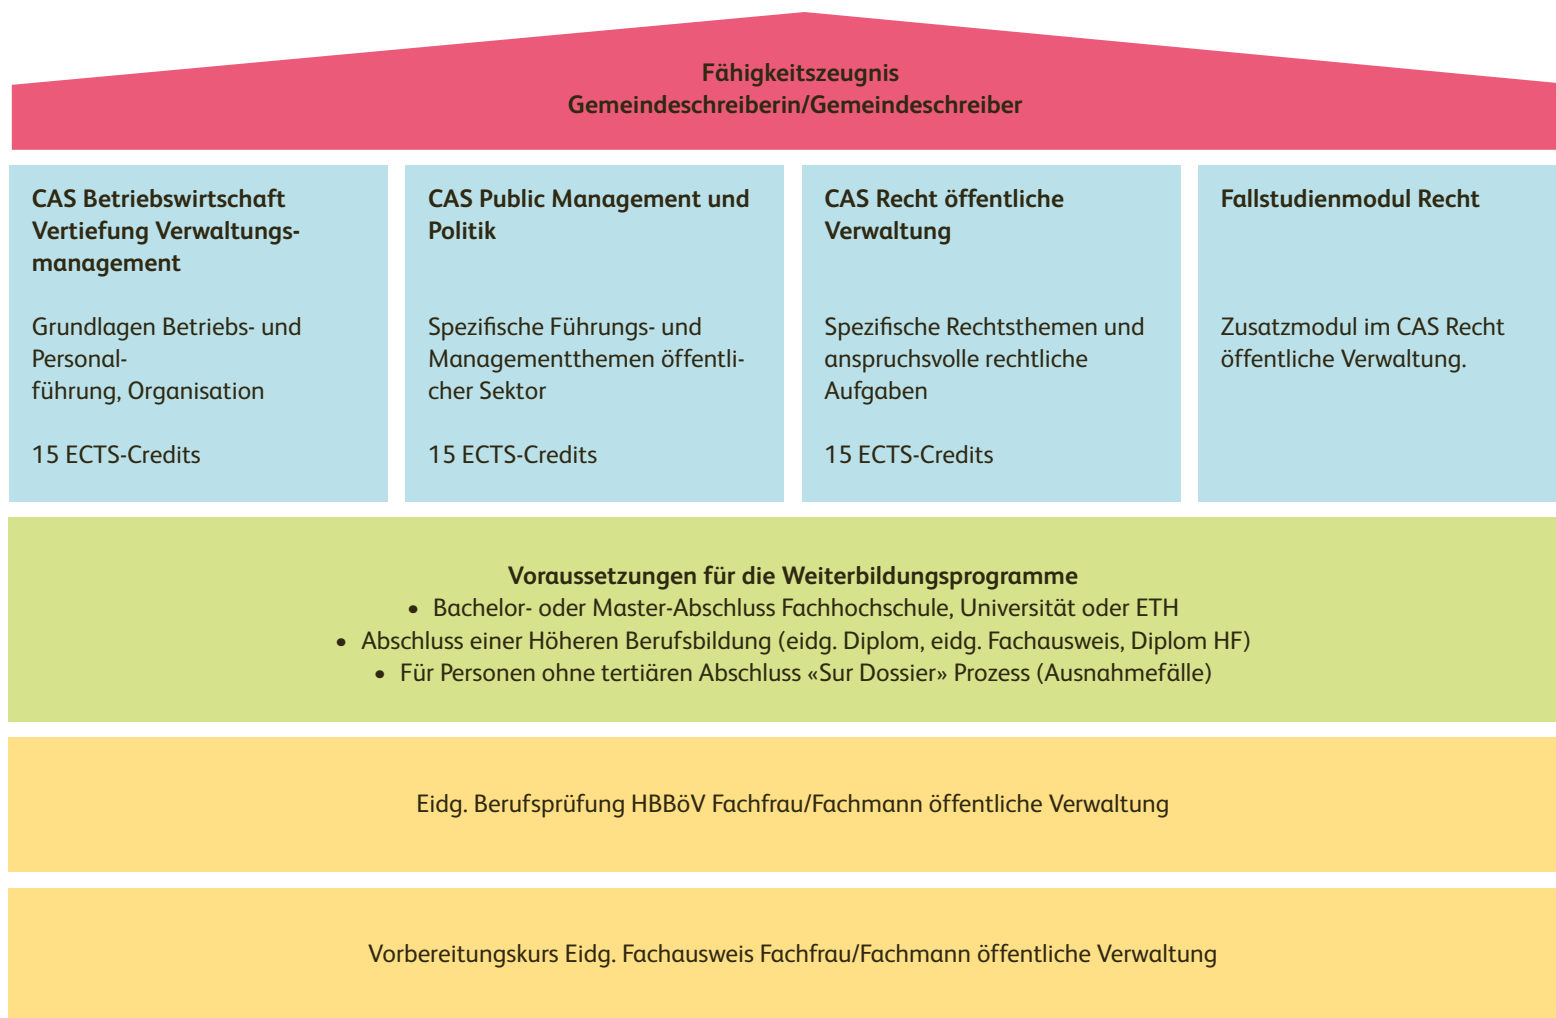 Fähigkeitszeugnis
Gemeindeschreiberin/Gemeindeschreiber
CAS Betriebswirtschaft
Vertiefung Verwaltungs-
management
Grundlagen Betriebs- und
Personal-
führung, Organisation
15 ECTS-Credits
CAS Public Management und
Politik
Spezifische Führungs- und
Managementthemen öffentli-
cher Sektor
15 ECTS-Credits
CAS Recht öffentliche
Verwaltung
Spezifische Rechtsthemen und
anspruchsvolle rechtliche
Aufgaben
15 ECTS-Credits
Fallstudienmodul Recht
Zusatzmodul im CAS Recht
öffentliche Verwaltung.
Voraussetzungen für die Weiterbildungsprogramme
• Bachelor- oder Master-Abschluss Fachhochschule, Universität oder ETH
• Abschluss einer Höheren Berufsbildung (eidg. Diplom, eidg. Fachausweis, Diplom HF)
• Für Personen ohne tertiären Abschluss «Sur Dossier» Prozess (Ausnahmefälle)
Eidg. Berufsprüfung HBBöV Fachfrau/Fachmann öffentliche Verwaltung
Vorbereitungskurs Eidg. Fachausweis Fachfrau/Fachmann öffentliche Verwaltung